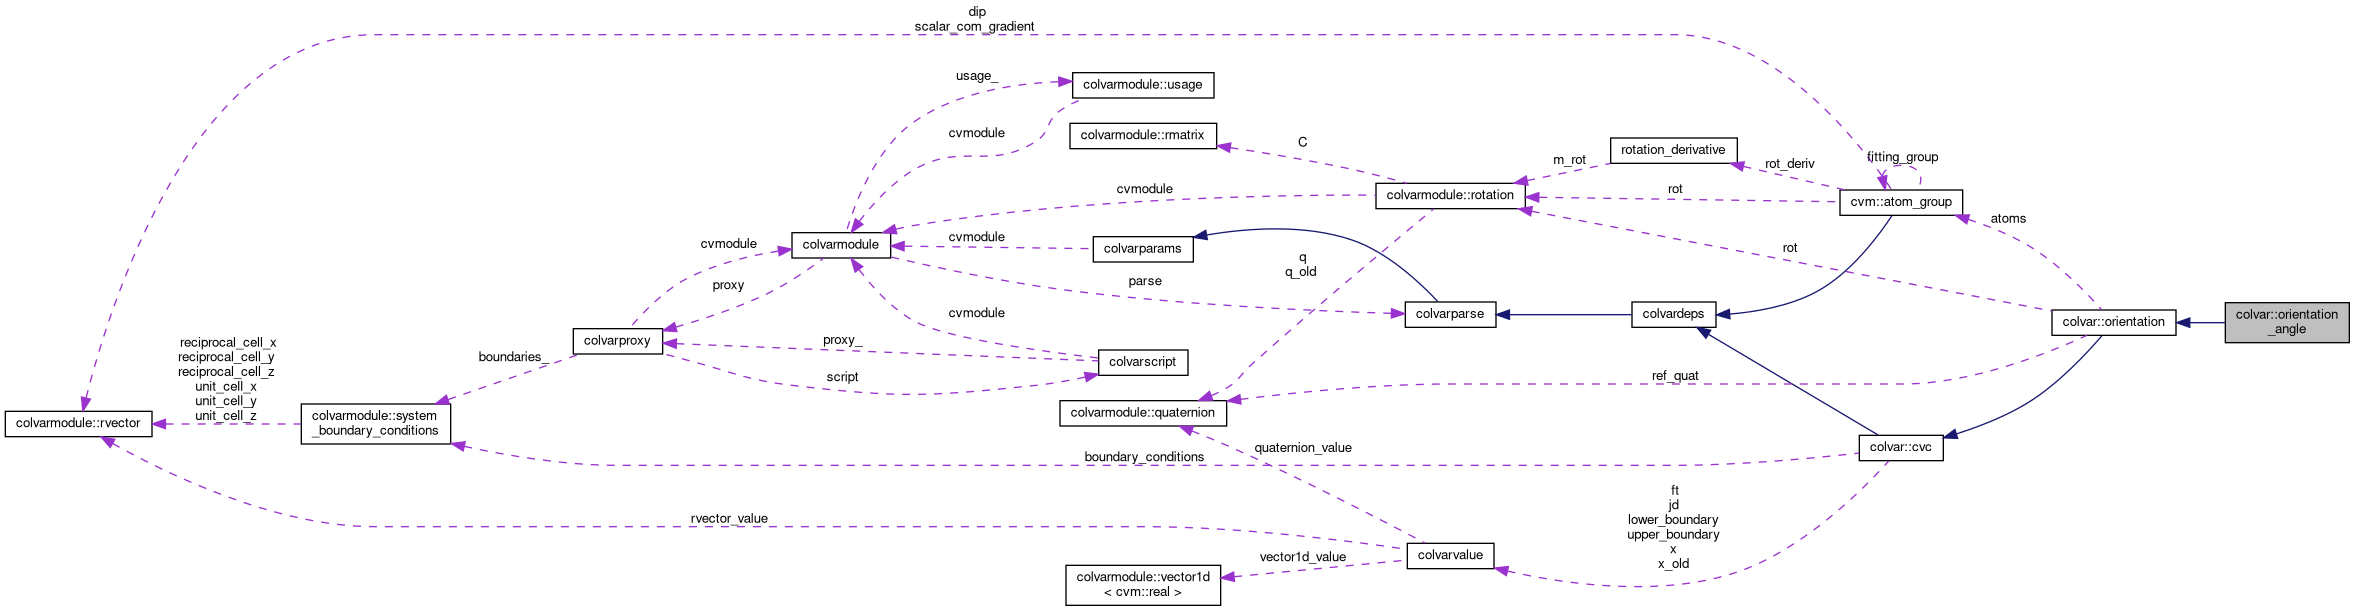 dip
scalar_com_gradient
usage_
colvarmodule::usage
cvmodule
colvarmodule::rmatrix
C
rotation_derivative
m_rot
rot_deriv
fitting_group
cvmodule
colvarmodule::rotation
rot
cvm::atom_group
atoms
cvmodule
colvarmodule
cvmodule
colvarparams
rot
q
q_old
proxy
parse
colvarparse
colvardeps
colvar::orientation
colvar::orientation
_angle
cvmodule
colvarproxy
proxy_
colvarscript
boundaries_
script
ref_quat
reciprocal_cell_x
reciprocal_cell_y
reciprocal_cell_z
unit_cell_x
unit_cell_y
unit_cell_z
colvarmodule::rvector
colvarmodule::system
_boundary_conditions
colvarmodule::quaternion
quaternion_value
boundary_conditions
colvar::cvc
rvector_value
ft
jd
lower_boundary
upper_boundary
x
x_old
colvarvalue
vector1d_value
colvarmodule::vector1d
< cvm::real >